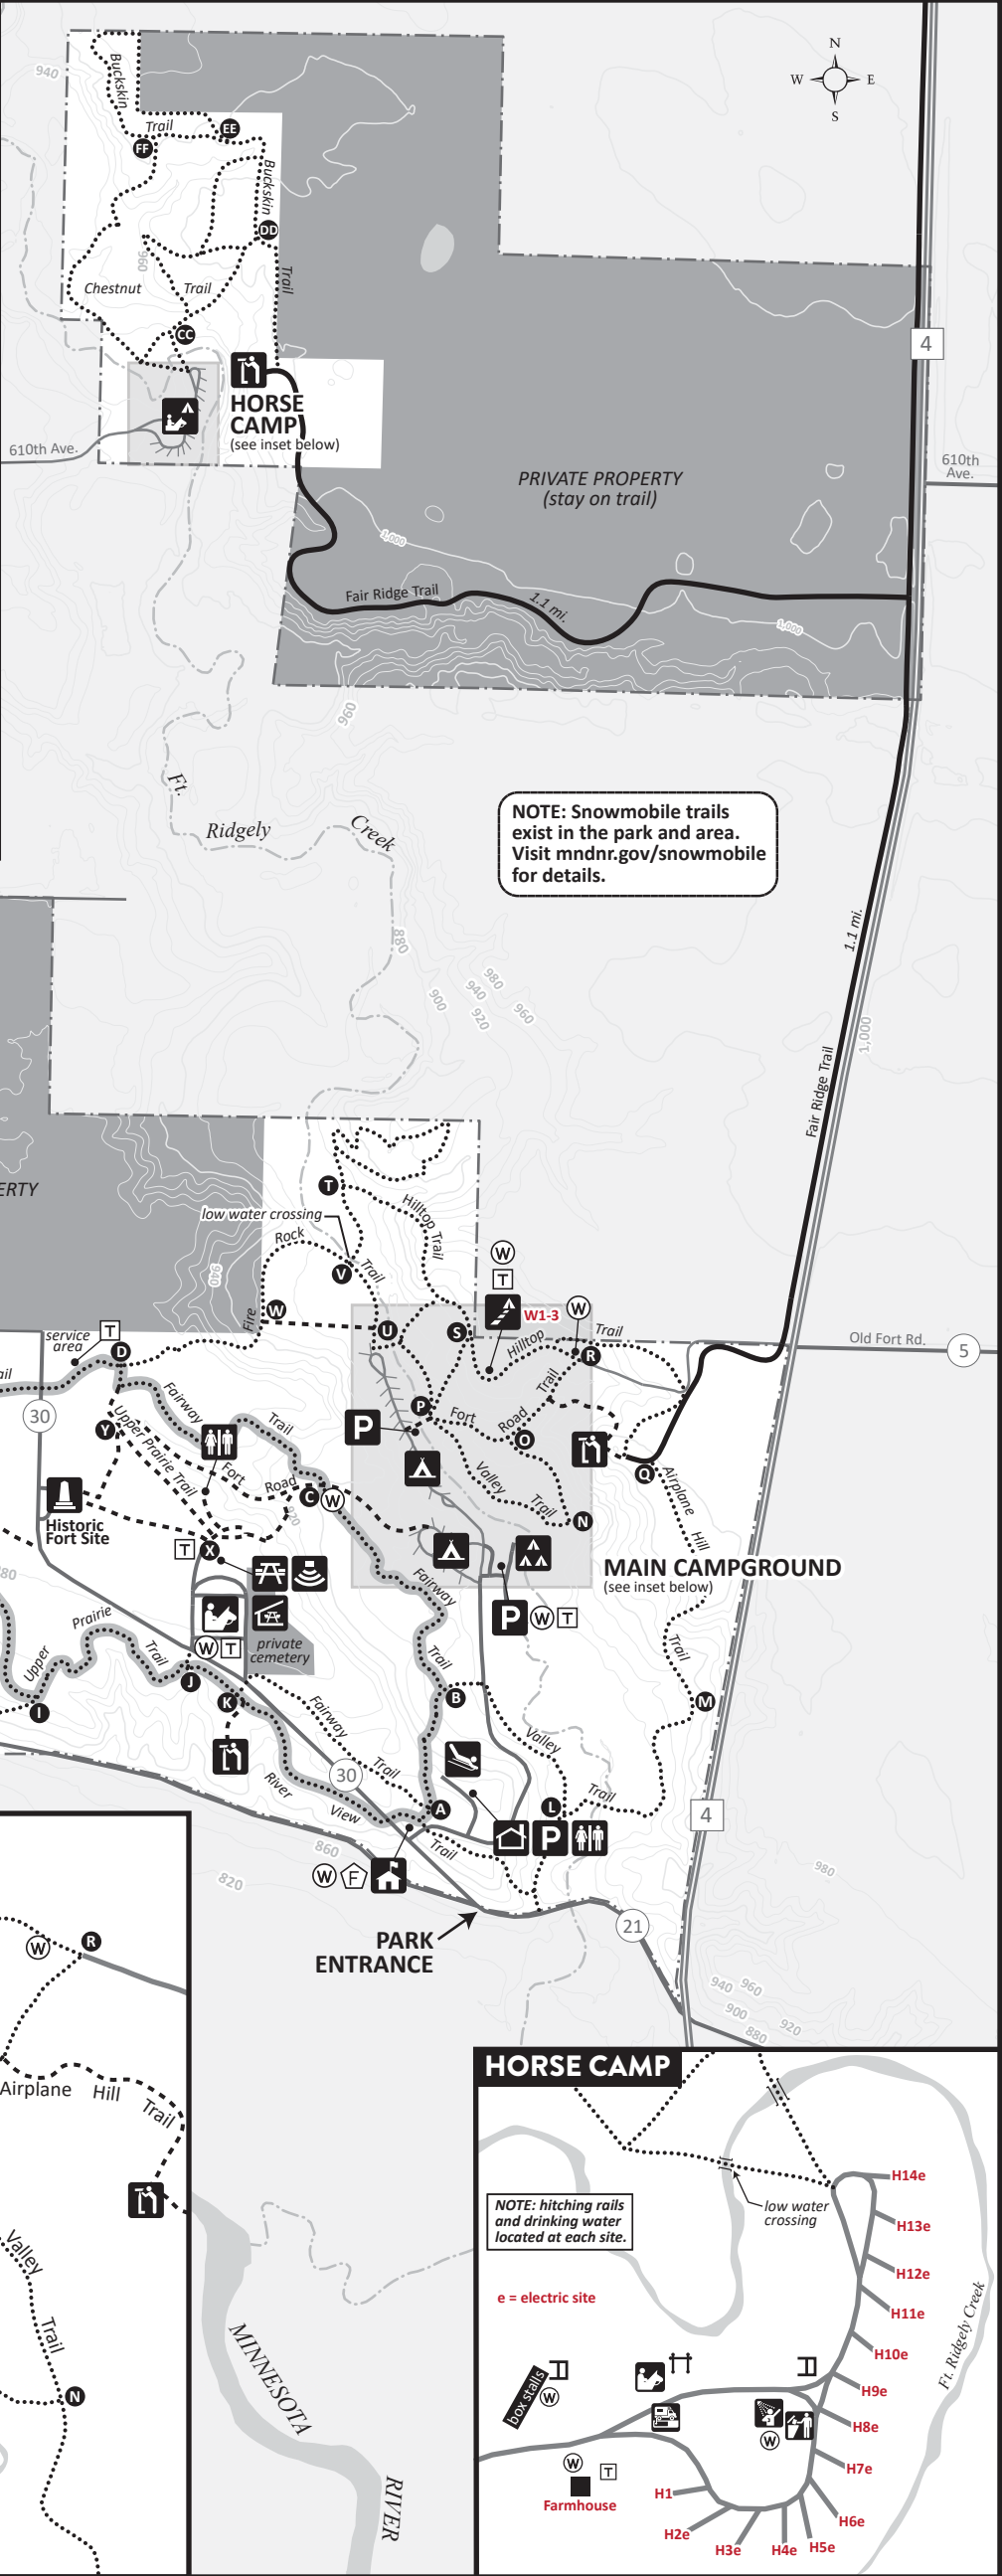 N
W E
S
940
Buckskin
Trail
EE
FF
Buckskin
DD
Trail
960
Chestnut Trail
CC
4
HORSE
CAMP
(see inset below)
610th Ave.
610th
Ave.
PRIVATE PROPERTY
(stay on trail)
1,000
Fair Ridge Trail
1.1 mi.
1,000
960
Ft.
Ridgely
Creek
NOTE: Snowmobile trails
exist in the park and area.
Visit mndnr.gov/snowmobile
for details.
880
980
940
900
960
920
1.1 mi.
1,000
Fair Ridge Trail
ERTY
T
Hilltop Trail
low water crossing
Rock
Trail
V
940
Fire
W
W
T
W1-3
W
U
S
Hilltop
Trail
R
Old Fort Rd.
5
service
area
T
D
ail
30
Fairway
Trail
Y
Upper Prairie Trail
P
P
Fort
Road
Trail
O
Fort
Road
C
W
920
Valley
Trail
N
Q
Airplane
Hill
Trail
Historic
Fort Site
T
X
80
MAIN CAMPGROUND
(see inset below)
P
W
T
Fairway
Trail
W
T
private
cemetery
Upper
Prairie
Trail
I
J
K
B
M
Fairway
Trail
Valley
Trail
30
River
View
Trail
A
L
P
4
860
820
W
F
980
PARK
ENTRANCE
21
940
960
900
920
880
W
R
Airplane Hill
Trail
Valley
Trail
N
MINNESOTA
RIVER
HORSE CAMP
NOTE: hitching rails
and drinking water
located at each site.
low water
crossing
e = electric site
H14e
H13e
H12e
H11e
H10e
H9e
H8e
H7e
H6e
H5e
H4e
H3e
H2e
H1
Ft. Ridgely Creek
box stalls
W
W
W
T
Farmhouse